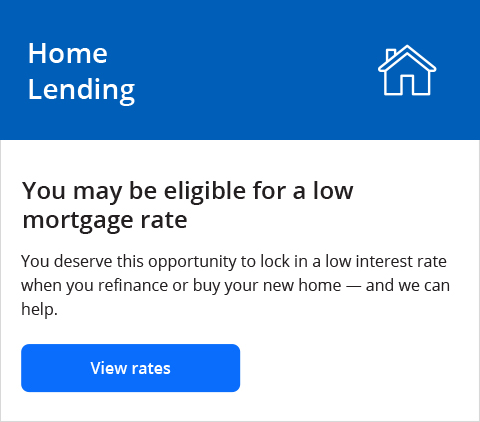 Home
Lending
You may be eligible for a low
mortgage rate
You deserve this opportunity to lock in a low interest rate
when you refinance or buy your new home — and we can
help.
View rates